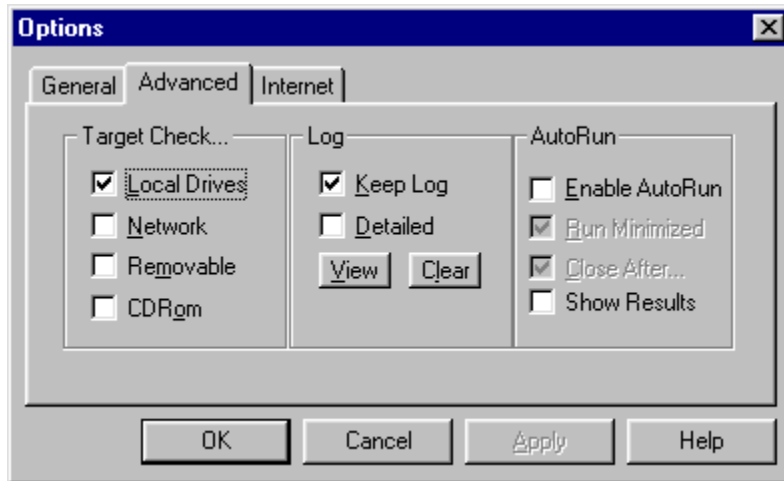 Options
General Advanced Internet
Target Check... Log AutoRun
Local Drives Keep Log Enable AutoRun
Network Detailed Run Minimized
Removable View Clear Close After...
CDRom Show Results
OK Cancel Apply Help